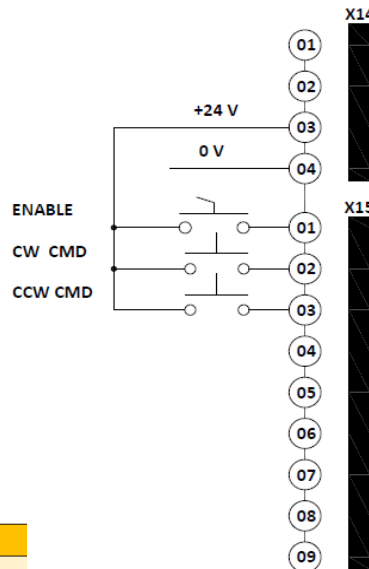 X14
01
02
+24 V
03
0 V
04
X15
ENABLE
01
CW CMD
02
CCW CMD
03
04
05
06
07
08
09